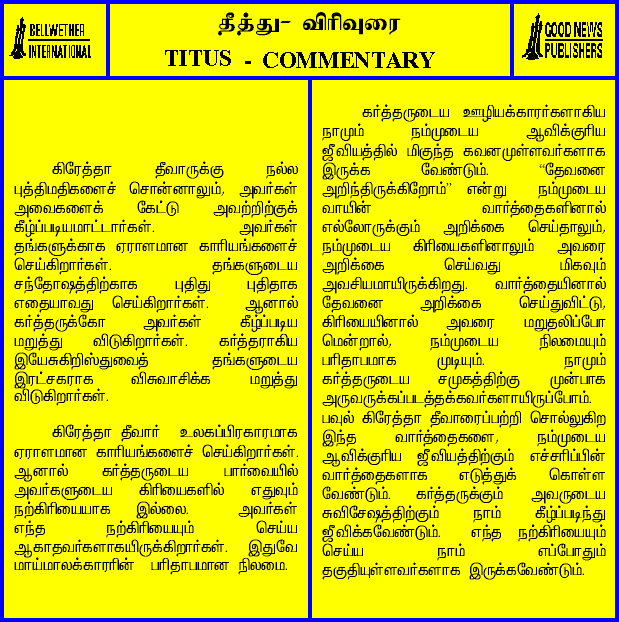 BELLWETHER
INTERNATIONAL
தீத்து- விரிவுரை
TITUS - COMMENTARY
GOOD NEWS
PUBLISHERS
கிரேத்தா தீவாருக்கு நல்ல
புத்திமதிகளைச் சொன்னாலும், அவர்கள்
அவைகளைக் கேட்டு அவற்றிற்குக்
கீழ்ப்படியமாட்டார்கள். அவர்கள்
தங்களுக்காக ஏராளமான காரியங்களைச்
செய்கிறார்கள். தங்களுடைய
சந்தோஷத்திற்காக புதிது புதிதாக
எதையாவது செய்கிறார்கள். ஆனால்
கர்த்தருக்கோ அவர்கள் கீழ்ப்படிய
மறுத்து விடுகிறார்கள். கர்த்தராகிய
இயேசுகிறிஸ்துவைத் தங்களுடைய
இரட்சகராக விசுவாசிக்க மறுத்து
விடுகிறார்கள்.
கிரேத்தா தீவார் உலகப்பிரகாரமாக
ஏராளமான காரியங்களைச் செய்கிறார்கள்.
ஆனால் கர்த்தருடைய பார்வையில்
அவர்களுடைய கிரியைகளில் எதுவும்
நற்கிரியையாக இல்லை. அவர்கள்
எந்த நற்கிரியையும் செய்ய
ஆகாதவர்களாகயிருக்கிறார்கள். இதுவே
மாய்மாலக்காரரின் பரிதாபமான நிலைமை.
கர்த்தருடைய ஊழியக்காரர்களாகிய
நாமும் நம்முடைய ஆவிக்குரிய
ஜீவியத்தில் மிகுந்த கவனமுள்ளவர்களாக
இருக்க வேண்டும். “தேவனை
அறிந்திருக்கிறோம்” என்று நம்முடைய
வாயின் வார்த்தைகளினால்
எல்லோருக்கும் அறிக்கை செய்தாலும்,
நம்முடைய கிரியைகளினாலும் அவரை
அறிக்கை செய்வது மிகவும்
அவசியமாயிருக்கிறது. வார்த்தையினால்
தேவனை அறிக்கை செய்துவிட்டு,
கிரியையினால் அவரை மறுதலிப்போ
மென்றால், நம்முடைய நிலமையும்
பரிதாபமாக முடியும். நாமும்
கர்த்தருடைய சமுகத்திற்கு முன்பாக
அருவருக்கப்படத்தக்கவர்களாயிருப்போம்.
பவுல் கிரேத்தா தீவாரைப்பற்றி சொல்லுகிற
இந்த வார்த்தைகளை, நம்முடைய
ஆவிக்குரிய ஜீவியத்திற்கும் எச்சரிப்பின்
வார்த்தைகளாக எடுத்துக் கொள்ள
வேண்டும். கர்த்தருக்கும் அவருடைய
சுவிசேஷத்திற்கும் நாம் கீழ்ப்படிந்து
ஜீவிக்கவேண்டும். எந்த நற்கிரியையும்
செய்ய நாம் எப்போதும்
தகுதியுள்ளவர்களாக இருக்கவேண்டும்.